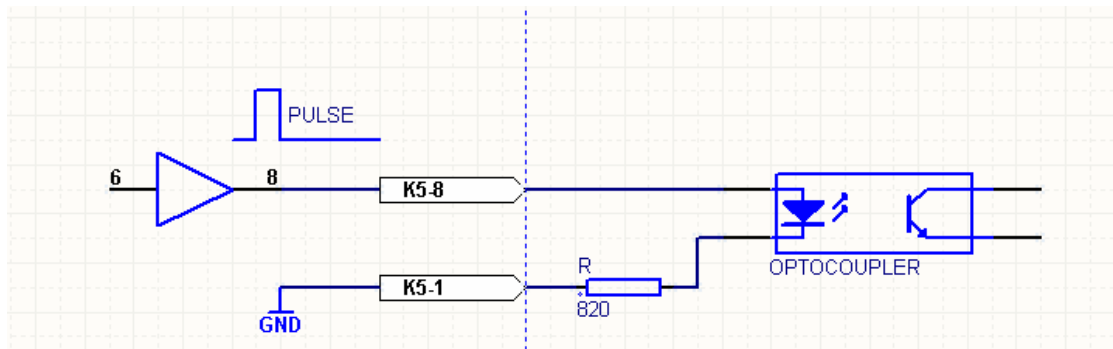 PULSE
6
8
K5-8
OPTOCOUPLER
R
K5-1
820
GND